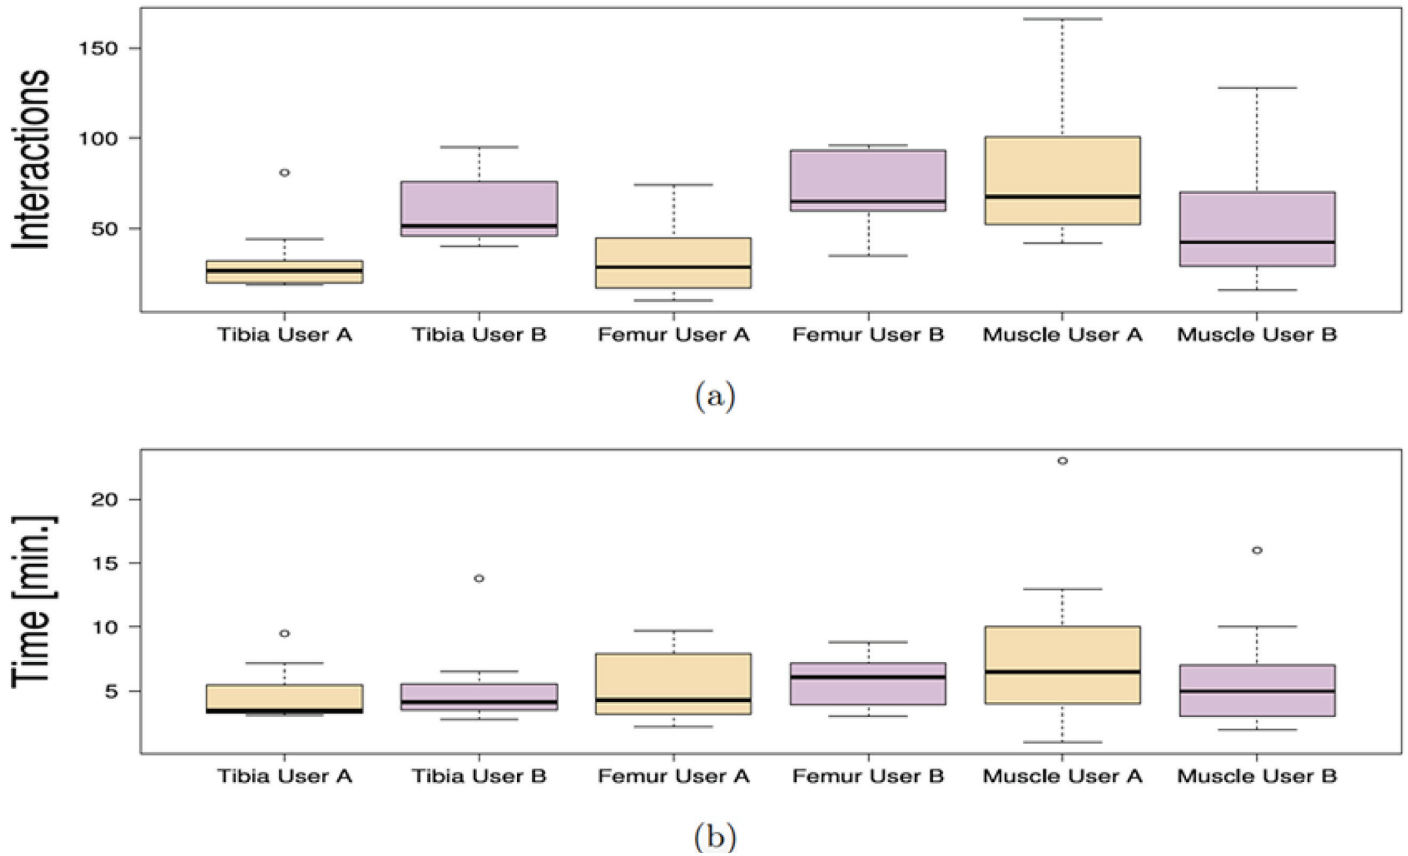 Interactions
150
100
50
Tibia User A Tibia User B Femur User A Femur User B Muscle User A Muscle User B
(a)
Time [min.]
20
15
10
5
Tibia User A Tibia User B Femur User A Femur User B Muscle User A Muscle User B
(b)